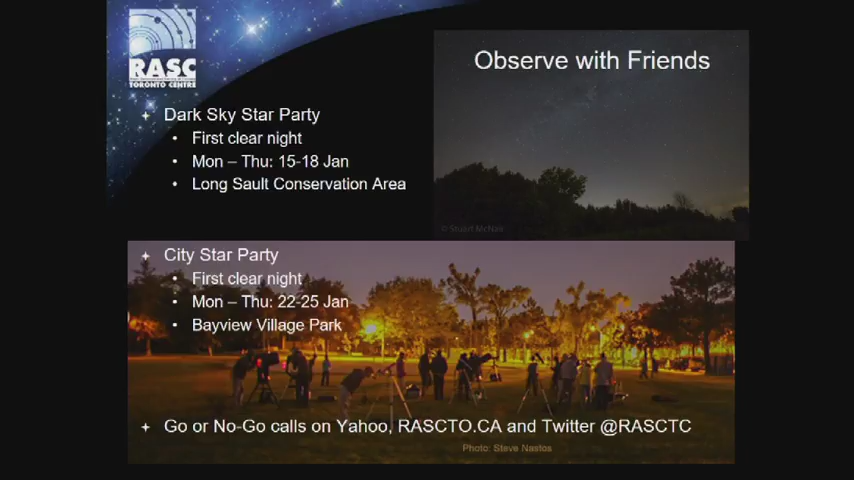 RASC
TORONTO CENTRE
Observe with Friends
Dark Sky Star Party
First clear night
Mon – Thu: 15-18 Jan
Long Sault Conservation Area
© Stuart McNair
City Star Party
First clear night
Mon – Thu: 22-25 Jan
Bayview Village Park
Go or No-Go calls on Yahoo, RASCTO.CA and Twitter @RASCTC
Photo: Steve Nastos